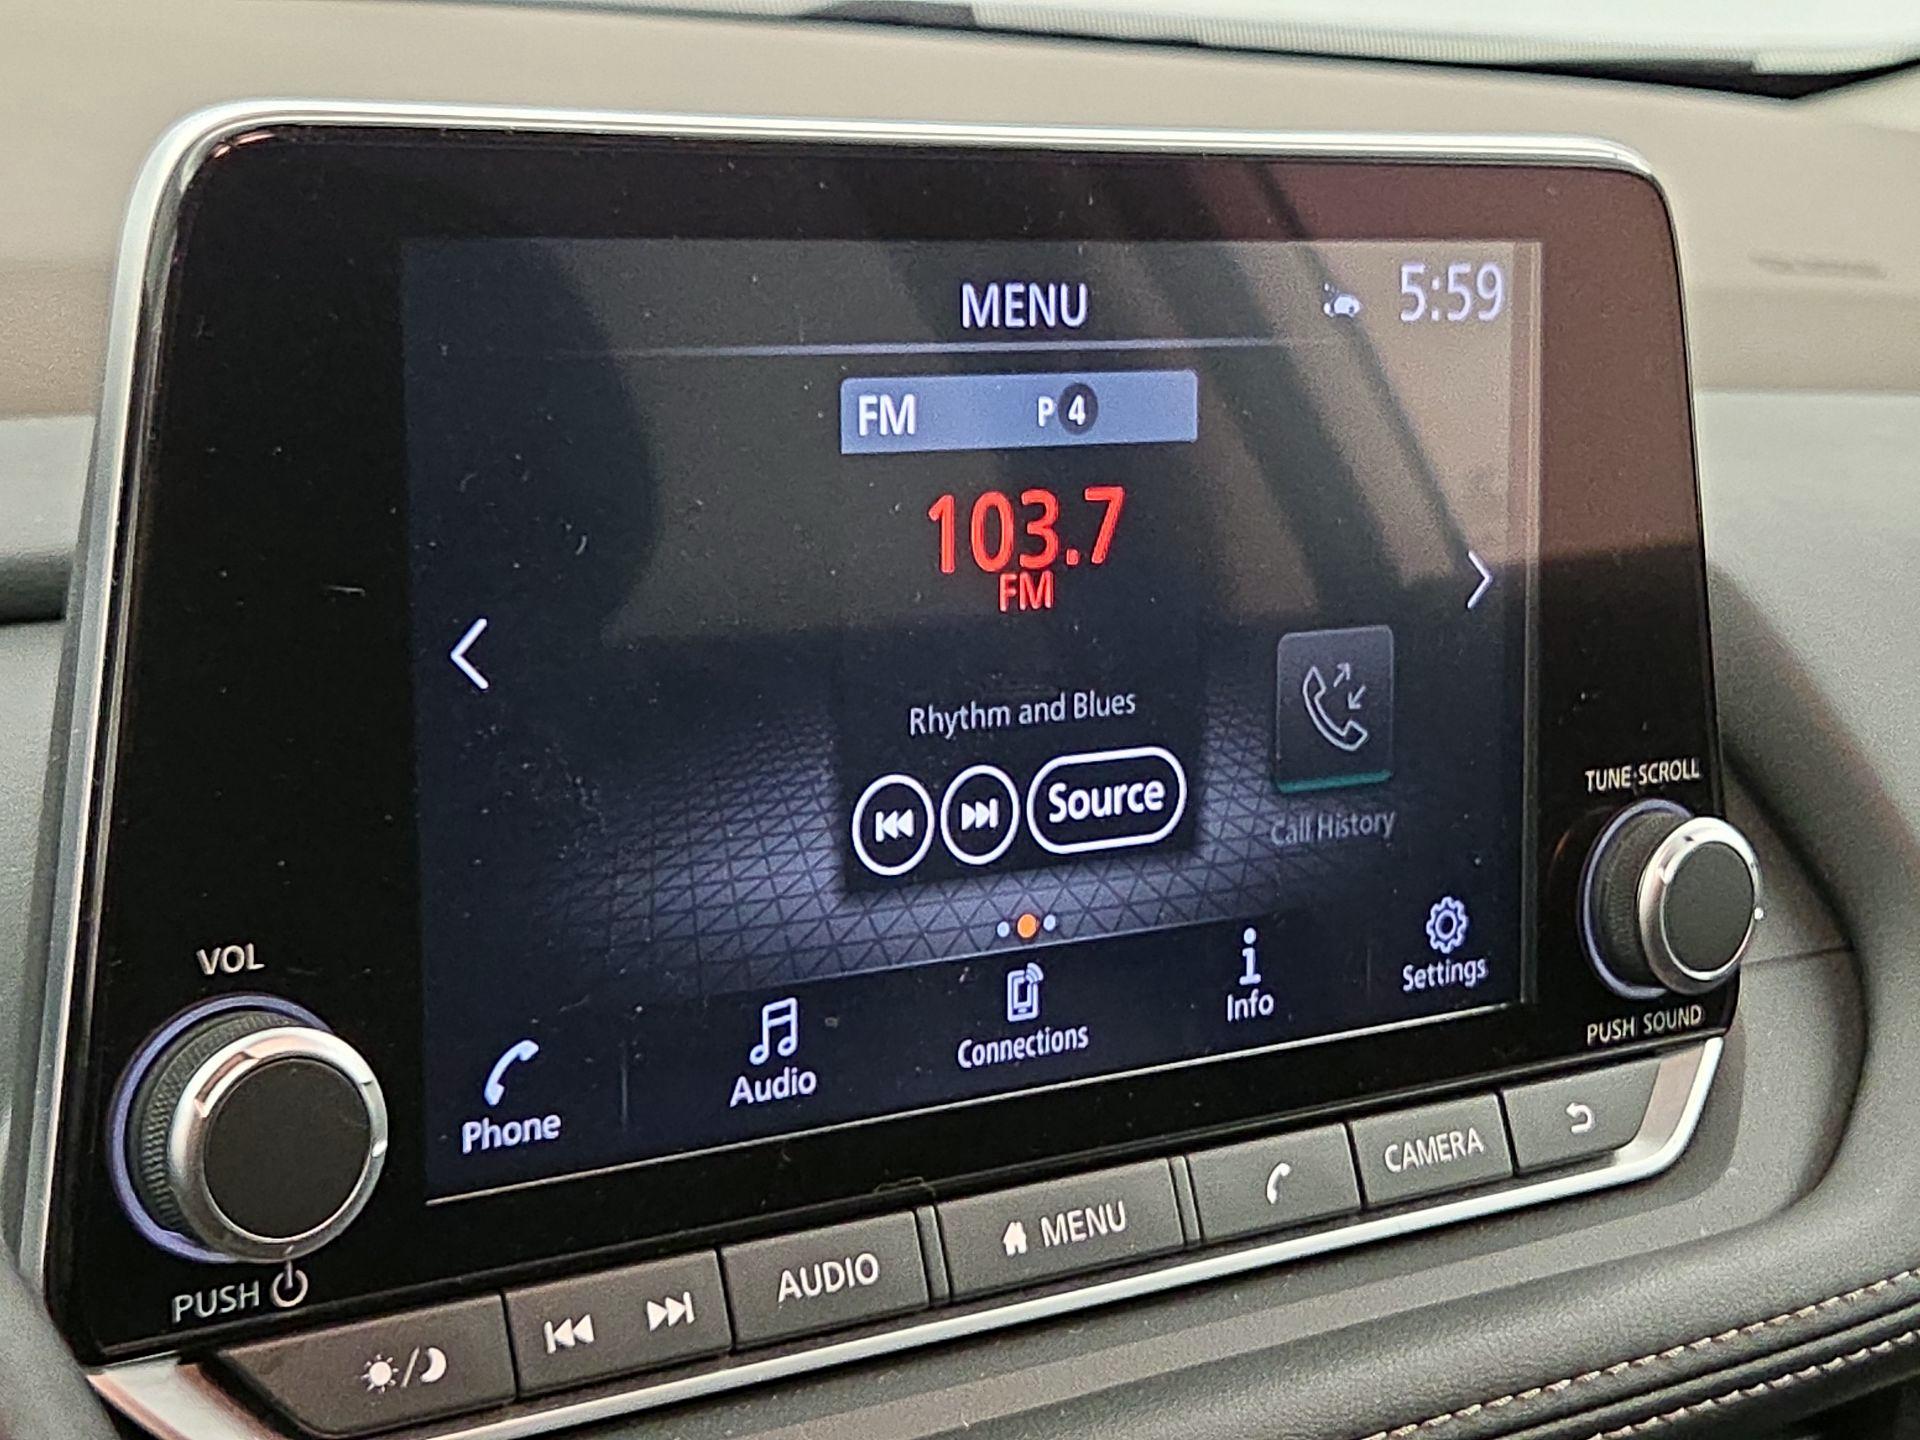 MENU
5:59
FM P 4
103.7
FM
Rhythm and Blues
Source
Call History
Phone
Audio
Connections
Info
Settings
VOL
PUSH
TUNE·SCROLL
PUSH SOUND
AUDIO
MENU
CAMERA